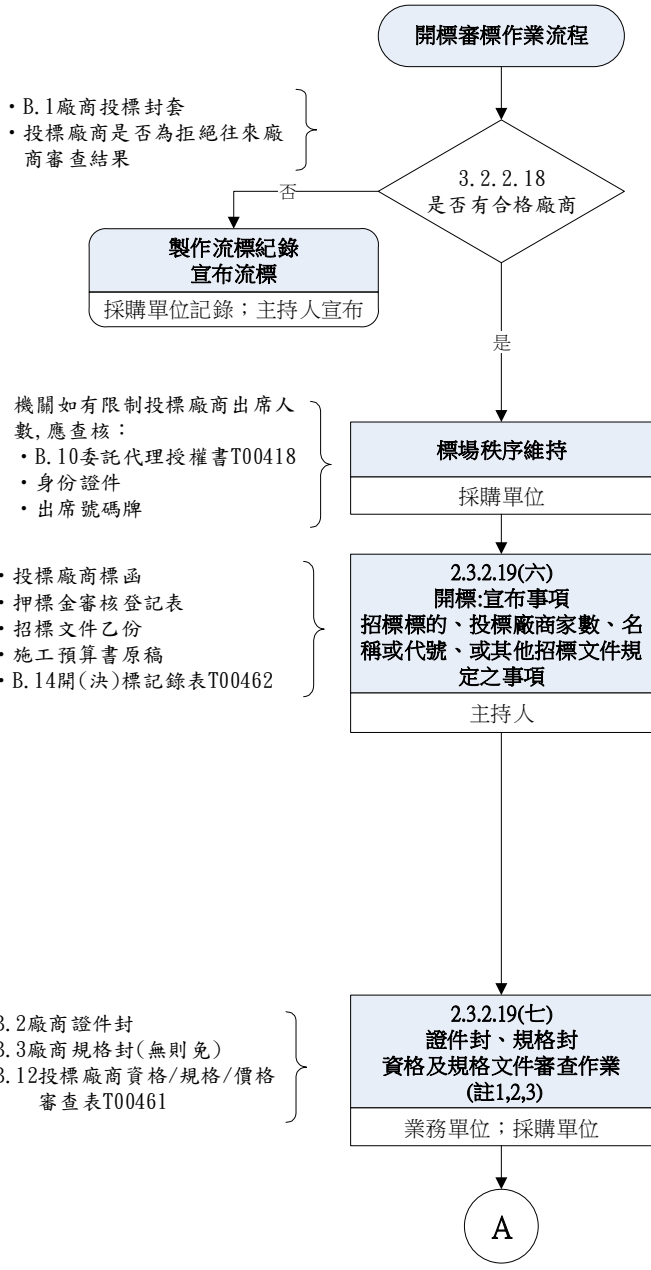 開標審標作業流程
・B.1廠商投標封套
・投標廠商是否為拒絕往來廠
商審查結果
3.2.2.18
是否有合格廠商
否
製作流標紀錄
宣布流標
採購單位記錄；主持人宣布
是
機關如有限制投標廠商出席人
數,應查核：
・B.10委託代理授權書T00418
・身份證件
・出席號碼牌
標場秩序維持
採購單位
・投標廠商標函
・押標金審核登記表
・招標文件乙份
・施工預算書原稿
・B.14開(決)標記錄表T00462
2.3.2.19(六)
開標:宣布事項
招標標的、投標廠商家數、名
稱或代號、或其他招標文件規
定之事項
主持人
3.2廠商證件封
3.3廠商規格封(無則免)
3.12投標廠商資格/規格/價格
審查表T00461
2.3.2.19(七)
證件封、規格封
資格及規格文件審查作業
(註1,2,3)
業務單位；採購單位
A